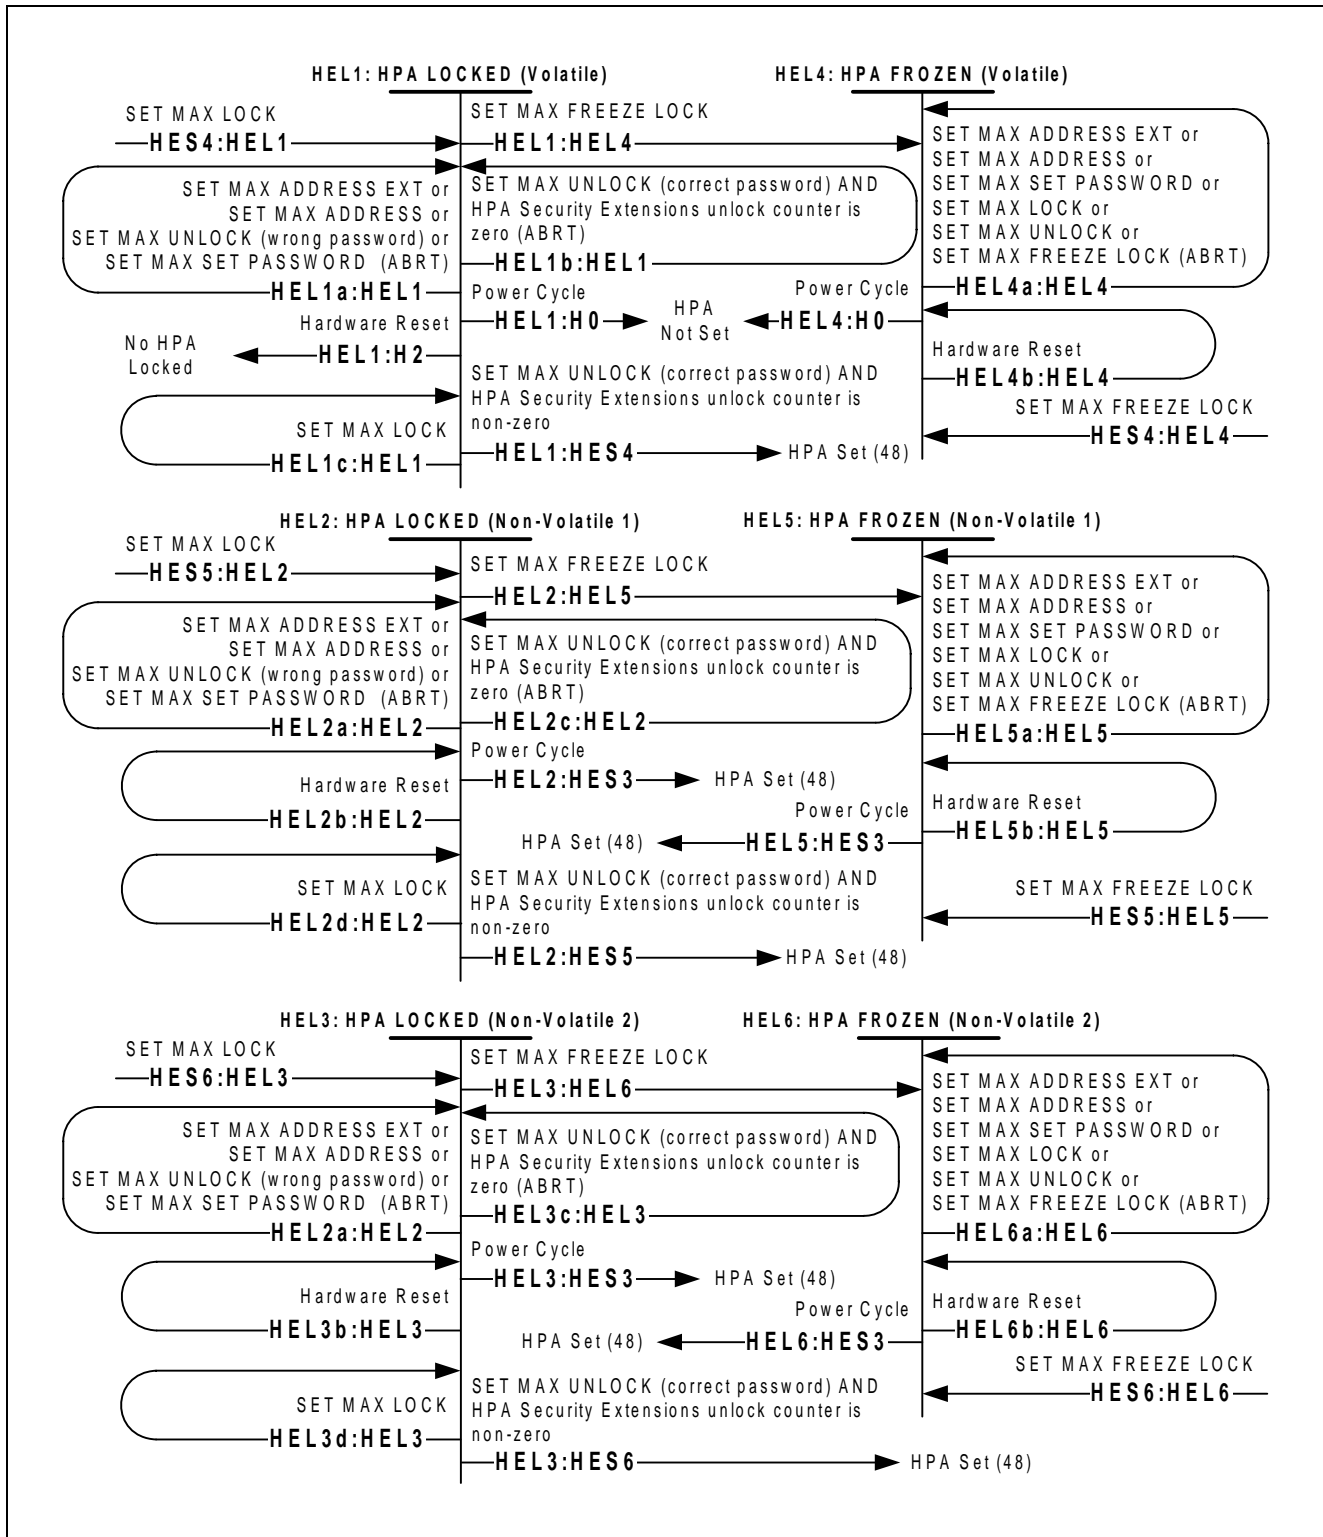 HEL1: HPA LOCKED (Volatile)
HEL4: HPA FROZEN (Volatile)
SET MAX LOCK
HES4:HEL1
SET MAX FREEZE LOCK
HEL1:HEL4
SET MAX ADDRESS EXT or
SET MAX ADDRESS or
SET MAX UNLOCK (wrong password) or
SET MAX SET PASSWORD (ABRT)
HEL1a:HEL1
SET MAX UNLOCK (correct password) AND
HPA Security Extensions unlock counter is
zero (ABRT)
HEL1b:HEL1
SET MAX ADDRESS EXT or
SET MAX ADDRESS or
SET MAX SET PASSWORD or
SET MAX LOCK or
SET MAX UNLOCK or
SET MAX FREEZE LOCK (ABRT)
HEL4a:HEL4
Power Cycle
HEL1:H0
HPA
Not Set
Power Cycle
HEL4:H0
Hardware Reset
HEL1:H2
No HPA
Locked
Hardware Reset
HEL4b:HEL4
SET MAX LOCK
HEL1c:HEL1
SET MAX UNLOCK (correct password) AND
HPA Security Extensions unlock counter is
non-zero
HEL1:HES4
HPA Set (48)
SET MAX FREEZE LOCK
HES4:HEL4
HEL2: HPA LOCKED (Non-Volatile 1)
HEL5: HPA FROZEN (Non-Volatile 1)
SET MAX LOCK
HES5:HEL2
SET MAX FREEZE LOCK
HEL2:HEL5
SET MAX ADDRESS EXT or
SET MAX ADDRESS or
SET MAX UNLOCK (wrong password) or
SET MAX SET PASSWORD (ABRT)
HEL2a:HEL2
SET MAX UNLOCK (correct password) AND
HPA Security Extensions unlock counter is
zero (ABRT)
HEL2c:HEL2
SET MAX ADDRESS EXT or
SET MAX ADDRESS or
SET MAX SET PASSWORD or
SET MAX LOCK or
SET MAX UNLOCK or
SET MAX FREEZE LOCK (ABRT)
HEL5a:HEL5
Hardware Reset
HEL2b:HEL2
Power Cycle
HEL2:HES3
HPA Set (48)
Power Cycle
HEL5:HES3
HPA Set (48)
Hardware Reset
HEL5b:HEL5
SET MAX LOCK
HEL2d:HEL2
SET MAX UNLOCK (correct password) AND
HPA Security Extensions unlock counter is
non-zero
HEL2:HES5
HPA Set (48)
SET MAX FREEZE LOCK
HES5:HEL5
HEL3: HPA LOCKED (Non-Volatile 2)
HEL6: HPA FROZEN (Non-Volatile 2)
SET MAX LOCK
HES6:HEL3
SET MAX FREEZE LOCK
HEL3:HEL6
SET MAX ADDRESS EXT or
SET MAX ADDRESS or
SET MAX UNLOCK (wrong password) or
SET MAX SET PASSWORD (ABRT)
HEL2a:HEL2
SET MAX UNLOCK (correct password) AND
HPA Security Extensions unlock counter is
zero (ABRT)
HEL3c:HEL3
SET MAX ADDRESS EXT or
SET MAX ADDRESS or
SET MAX SET PASSWORD or
SET MAX LOCK or
SET MAX UNLOCK or
SET MAX FREEZE LOCK (ABRT)
HEL6a:HEL6
Hardware Reset
HEL3b:HEL3
Power Cycle
HEL3:HES3
HPA Set (48)
Power Cycle
HEL6:HES3
HPA Set (48)
Hardware Reset
HEL6b:HEL6
SET MAX LOCK
HEL3d:HEL3
SET MAX UNLOCK (correct password) AND
HPA Security Extensions unlock counter is
non-zero
HEL3:HES6
HPA Set (48)
SET MAX FREEZE LOCK
HES6:HEL6